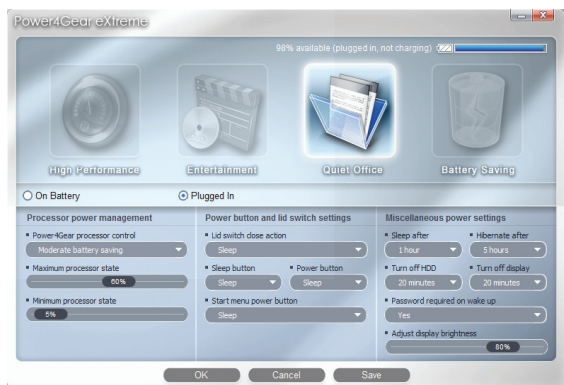 Power4Gear eXtreme
98% available (plugged in, not charging)
High Performance
Entertainment
Quiet Office
Battery Saving
On Battery
Plugged In
Processor power management
Power4Gear processor control
Moderate battery saving
Maximum processor state
60%
Minimum processor state
5%
Power button and lid switch settings
Lid switch close action
Sleep
Sleep button
Power button
Sleep
Sleep
Start menu power button
Sleep
Miscellaneous power settings
Sleep after
Hibernate after
1 hour
5 hours
Turn off HDD
Turn off display
20 minutes
20 minutes
Password required on wake up
Yes
Adjust display brightness
80%
OK
Cancel
Save